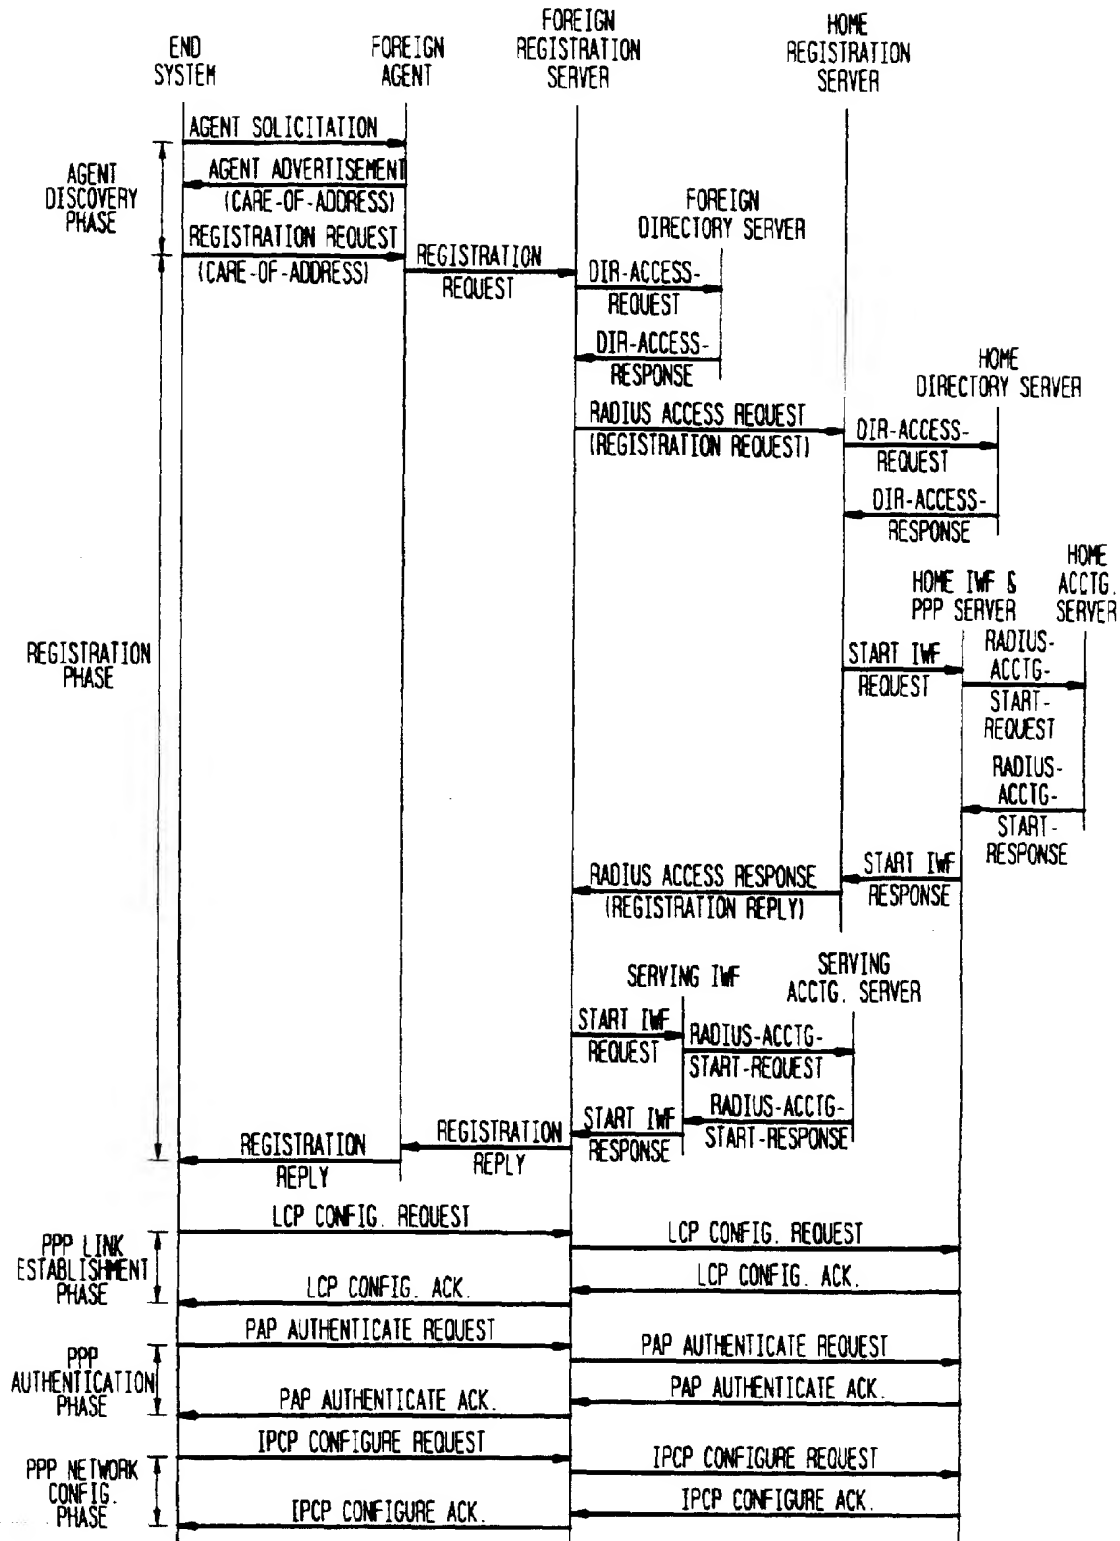 END
SYSTEM
FOREIGN
AGENT
FOREIGN
REGISTRATION
SERVER
HOME
REGISTRATION
SERVER
AGENT SOLICITATION
AGENT
DISCOVERY
PHASE
AGENT ADVERTISEMENT
(CARE-OF-ADDRESS)
REGISTRATION REQUEST
(CARE-OF-ADDRESS)
REGISTRATION
REQUEST
FOREIGN
DIRECTORY SERVER
DIR-ACCESS-
REQUEST
DIR-ACCESS-
RESPONSE
HOME
DIRECTORY SERVER
RADIUS ACCESS REQUEST
(REGISTRATION REQUEST)
DIR-ACCESS-
REQUEST
DIR-ACCESS-
RESPONSE
HOME IWF &
PPP SERVER
HOME
ACCTG.
SERVER
REGISTRATION
PHASE
START IWF
REQUEST
RADIUS-
ACCTG-
START-
REQUEST
RADIUS-
ACCTG-
START-
RESPONSE
START IWF
RESPONSE
RADIUS ACCESS RESPONSE
(REGISTRATION REPLY)
SERVING IWF
SERVING
ACCTG. SERVER
START IWF
REQUEST
RADIUS-ACCTG-
START-REQUEST
RADIUS-ACCTG-
START-RESPONSE
START IWF
RESPONSE
REGISTRATION
REPLY
REGISTRATION
REPLY
LCP CONFIG. REQUEST
LCP CONFIG. REQUEST
PPP LINK
ESTABLISHMENT
PHASE
LCP CONFIG. ACK.
LCP CONFIG. ACK.
PAP AUTHENTICATE REQUEST
PAP AUTHENTICATE REQUEST
PPP
AUTHENTICATION
PHASE
PAP AUTHENTICATE ACK.
PAP AUTHENTICATE ACK.
IPCP CONFIGURE REQUEST
IPCP CONFIGURE REQUEST
PPP NETWORK
CONFIG.
PHASE
IPCP CONFIGURE ACK.
IPCP CONFIGURE ACK.